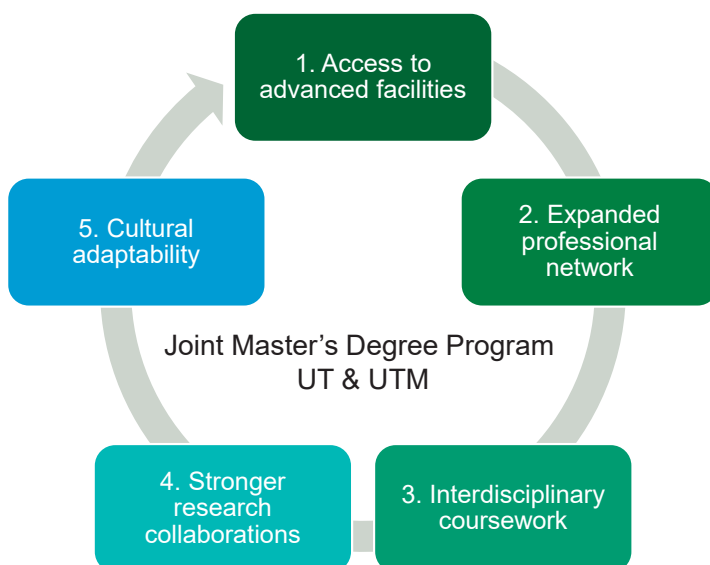 1. Access to
advanced facilities
2. Expanded
professional
network
3. Interdisciplinary
coursework
4. Stronger
research
collaborations
5. Cultural
adaptability
Joint Master’s Degree Program
UT & UTM